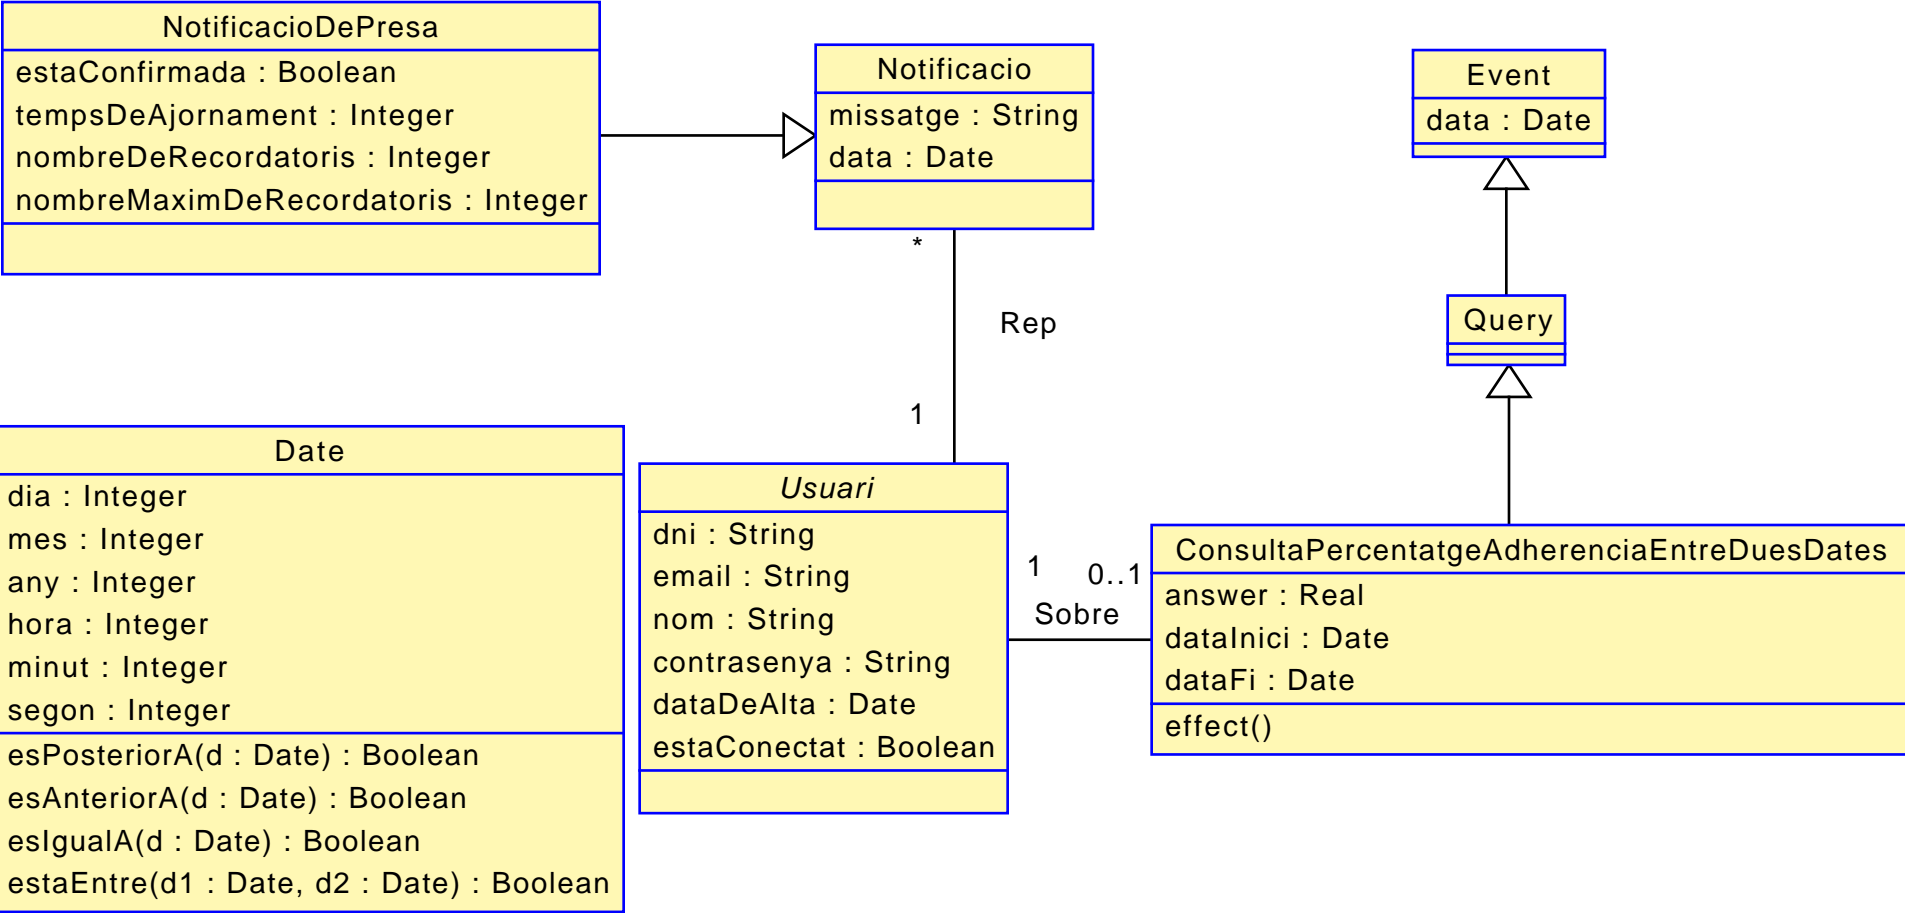 NotificacioDePresa
estaConfirmada : Boolean
tempsDeAjornament : Integer
nombreDeRecordatoris : Integer
nombreMaximDeRecordatoris : Integer
Notificacio
missatge : String
data : Date
Event
data : Date
*
Rep
1
Query
Date
dia : Integer
mes : Integer
any : Integer
hora : Integer
minut : Integer
segon : Integer
esPosteriorA(d : Date) : Boolean
esAnteriorA(d : Date) : Boolean
esIgualA(d : Date) : Boolean
estaEntre(d1 : Date, d2 : Date) : Boolean
Usuari
dni : String
email : String
nom : String
contrasenya : String
dataDeAlta : Date
estaConectat : Boolean
1 0..1
Sobre
ConsultaPercentatgeAdherenciaEntreDuesDates
answer : Real
dataInici : Date
dataFi : Date
effect()